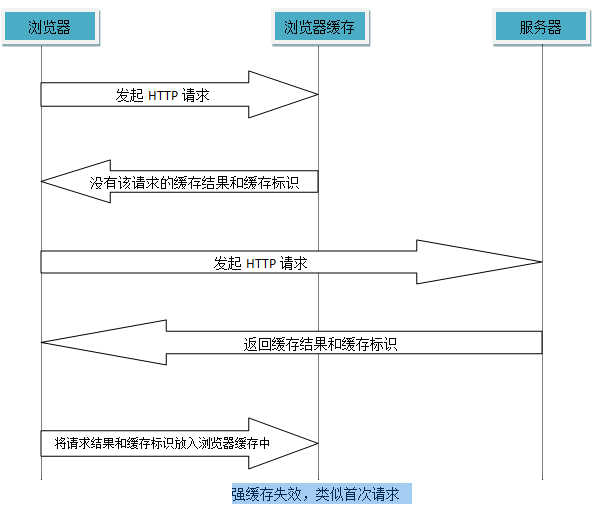 浏览器 浏览器缓存 服务器
发起 HTTP 请求
没有该请求的缓存结果和缓存标识
发起 HTTP 请求
返回缓存结果和缓存标识
将请求结果和缓存标识放入浏览器缓存中
强缓存失效，类似首次请求